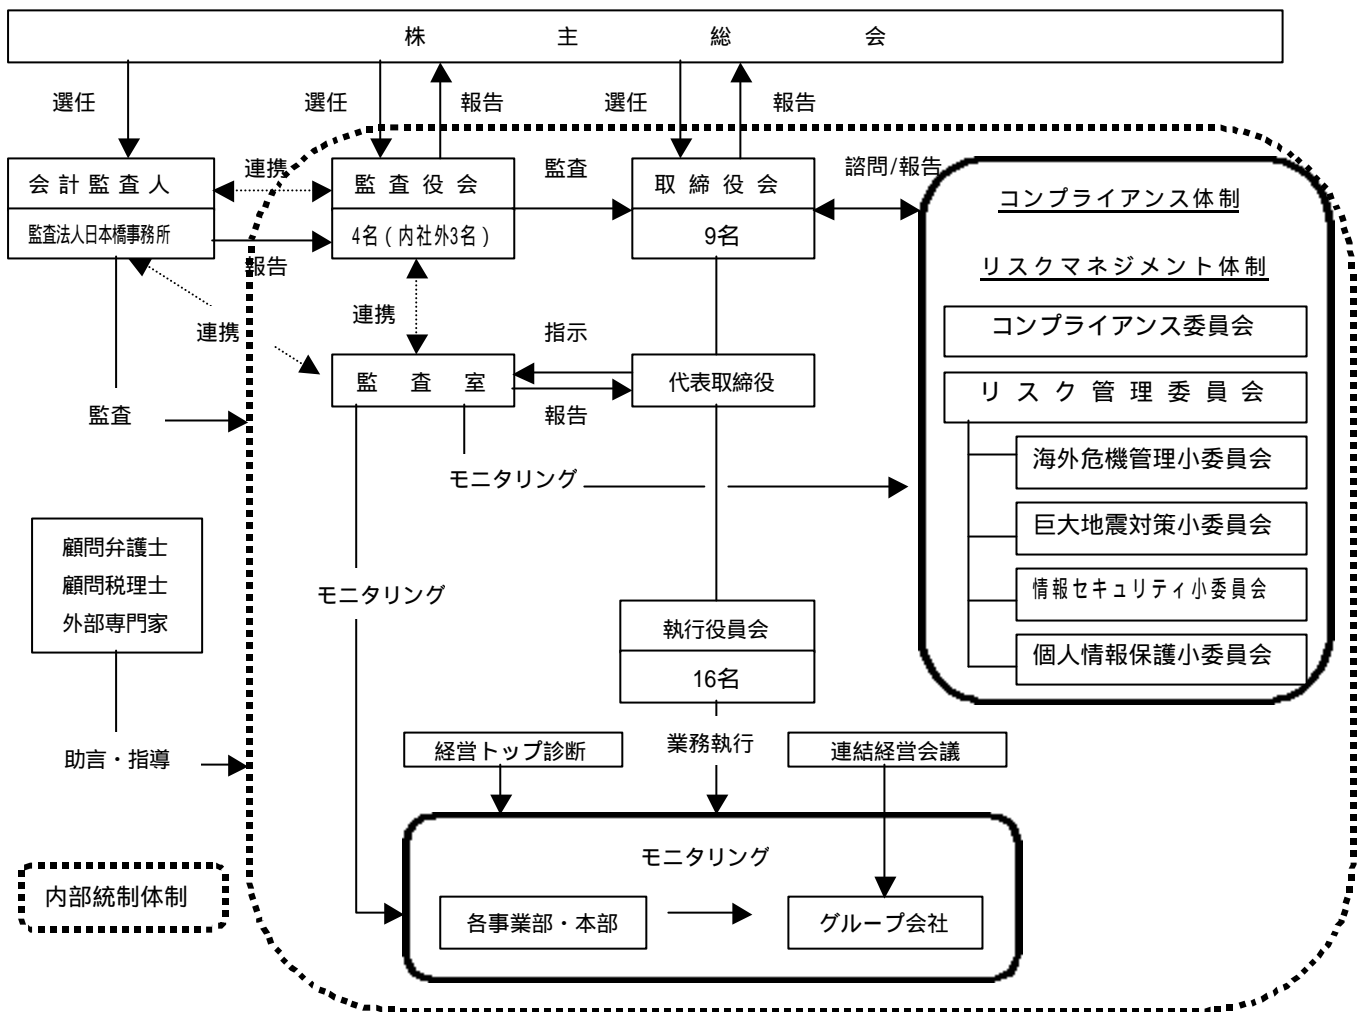 株主総会
選任
選任
報告
選任
報告
会計監査人
監査法人日本橋事務所
連携
報告
監査役会
4名(内社外3名)
監査
取締役会
9名
諮問/報告
コンプライアンス体制
リスクマネジメント体制
コンプライアンス委員会
リスク管理委員会
海外危機管理小委員会
巨大地震対策小委員会
情報セキュリティ小委員会
個人情報保護小委員会
連携
連携
監査室
指示
報告
代表取締役
監査
モニタリング
モニタリング
顧問弁護士
顧問税理士
外部専門家
助言・指導
執行役員会
16名
経営トップ診断
業務執行
連結経営会議
モニタリング
各事業部・本部
グループ会社
内部統制体制